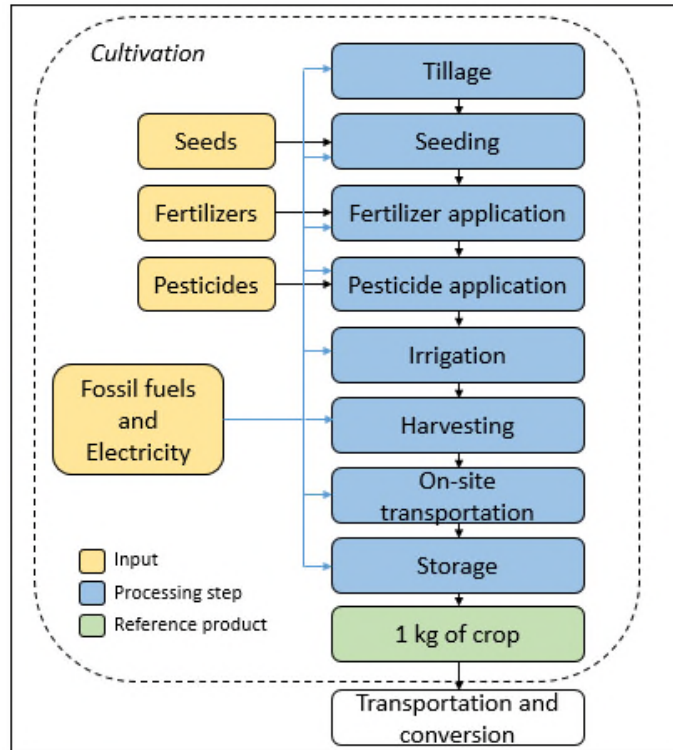 Cultivation
Tillage
Seeds
Seeding
Fertilizers
Fertilizer application
Pesticides
Pesticide application
Irrigation
Fossil fuels
and
Electricity
Harvesting
On-site
transportation
Storage
Input
Processing step
Reference product
1 kg of crop
Transportation and
conversion